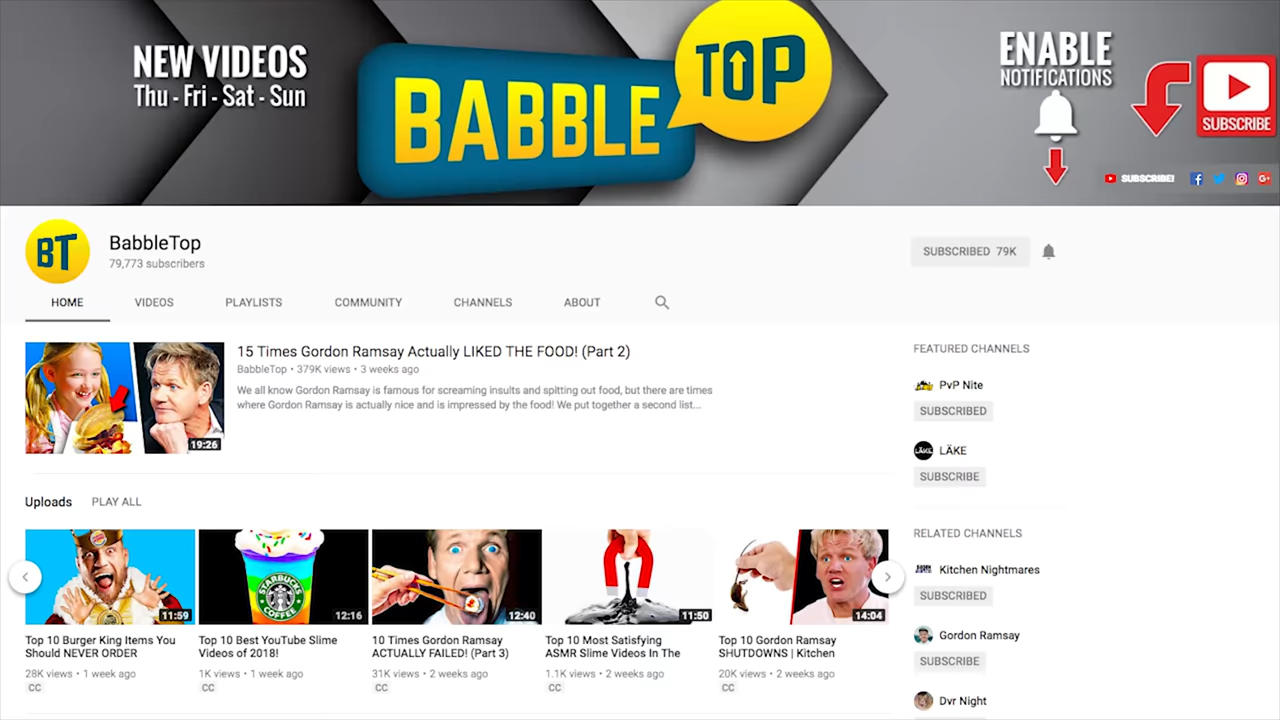 NEW VIDEOS
Thu - Fri - Sat - Sun
BABBLE
TOP
ENABLE
NOTIFICATIONS
SUBSCRIBE
SUBSCRIBE!
BT
BabbleTop
79,773 subscribers
SUBSCRIBED 79K
HOME VIDEOS PLAYLISTS COMMUNITY CHANNELS ABOUT
19:26
15 Times Gordon Ramsay Actually LIKED THE FOOD! (Part 2)
BabbleTop • 379K views • 3 weeks ago
We all know Gordon Ramsay is famous for screaming insults and spitting out food, but there are times
where Gordon Ramsay is actually nice and is impressed by the food! We put together a second list...
FEATURED CHANNELS
PvP Nite
SUBSCRIBED
LÄKE
LÄKE
SUBSCRIBE
Uploads PLAY ALL
STARBUCKS
COFFEE
11:59
12:16
12:40
11:50
14:04
Top 10 Burger King Items You
Should NEVER ORDER
28K views • 1 week ago
CC
Top 10 Best YouTube Slime
Videos of 2018!
1K views • 1 week ago
CC
10 Times Gordon Ramsay
ACTUALLY FAILED! (Part 3)
31K views • 2 weeks ago
CC
Top 10 Most Satisfying
ASMR Slime Videos In The
1.1K views • 2 weeks ago
CC
Top 10 Gordon Ramsay
SHUTDOWNS | Kitchen
20K views • 2 weeks ago
CC
RELATED CHANNELS
Kitchen Nightmares
SUBSCRIBED
Gordon Ramsay
SUBSCRIBE
Dvr Night